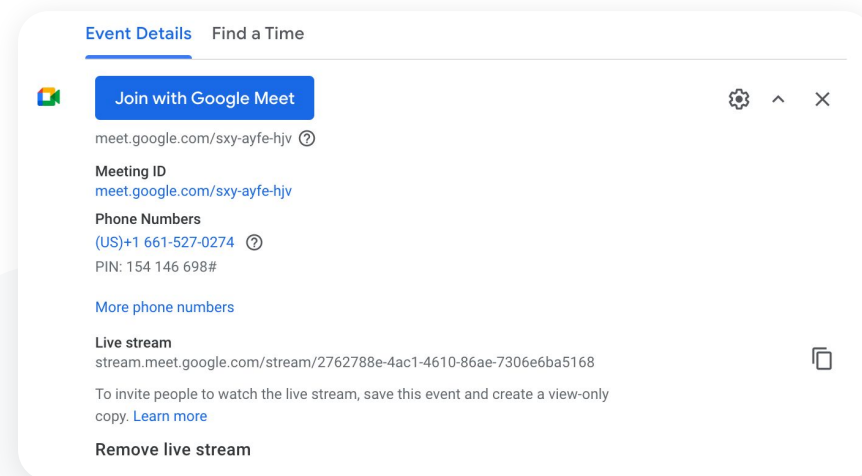 Event Details Find a Time
Join with Google Meet
meet.google.com/sxy-ayfe-hjv
Meeting ID
meet.google.com/sxy-ayfe-hjv
Phone Numbers
(US)+1 661-527-0274
PIN: 154 146 698#
More phone numbers
Live stream
stream.meet.google.com/stream/2762788e-4ac1-4610-86ae-7306e6ba5168
To invite people to watch the live stream, save this event and create a view-only
copy. Learn more
Remove live stream